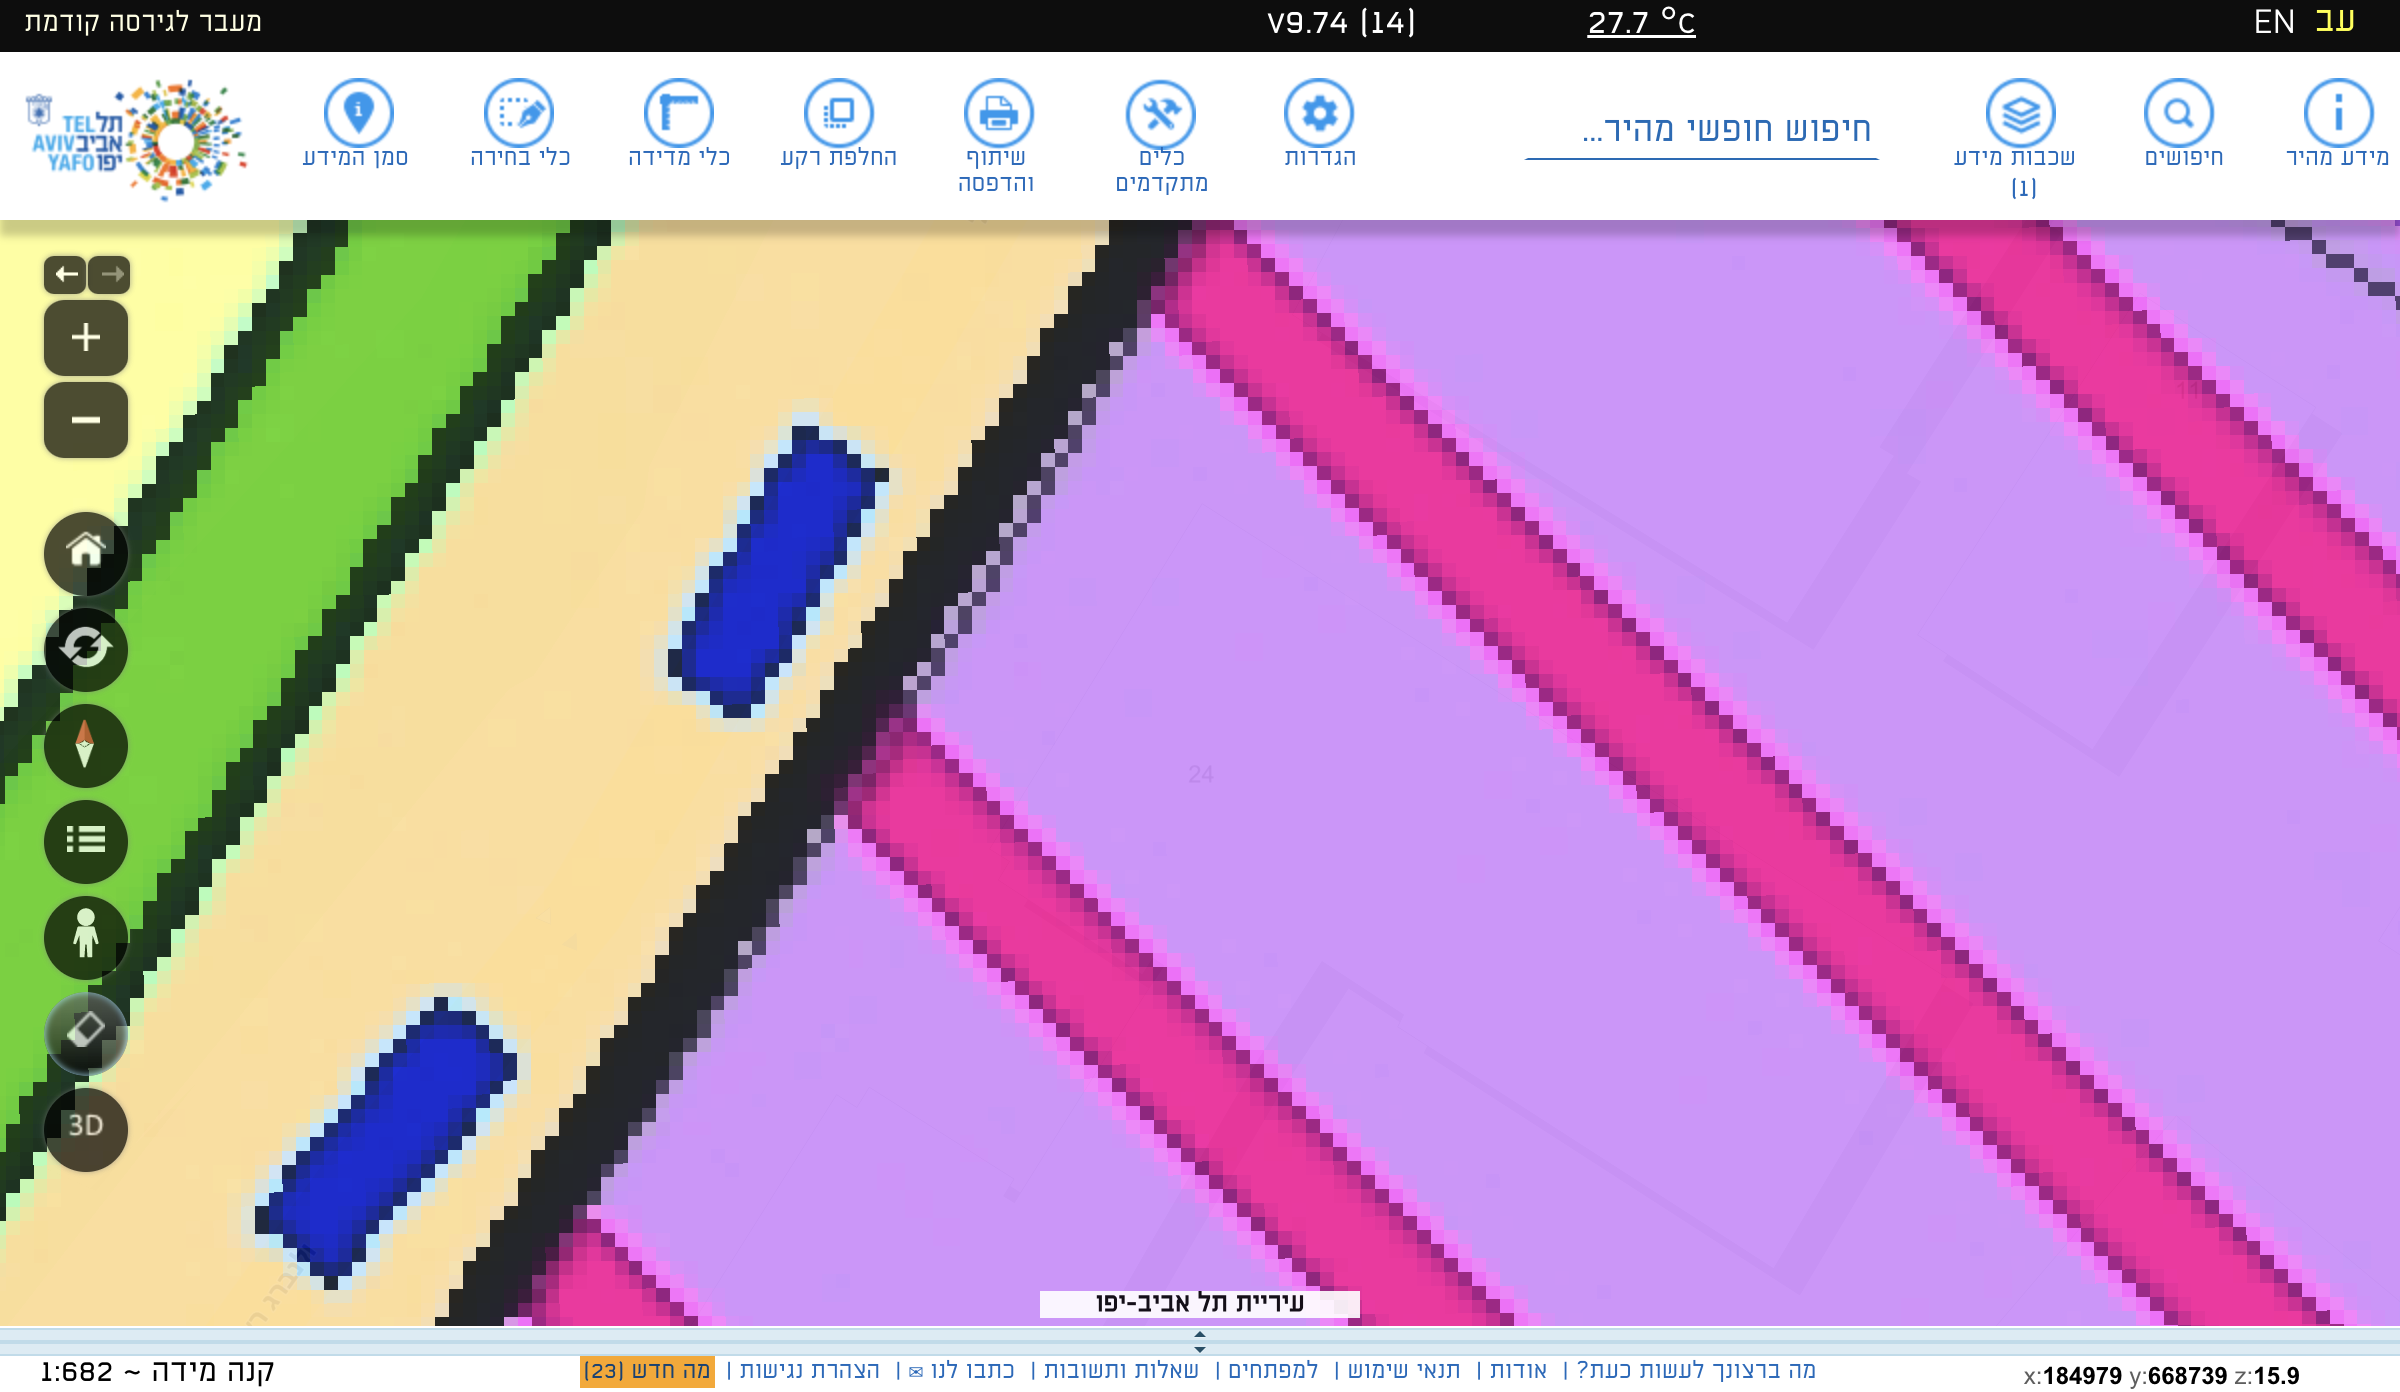 מעבר לגירסה קודמת
V9.74 (14)
27.7 °C
EN עב
תל אביב יפו
TEL AVIV YAFO
סמן המידע
כלי בחירה
כלי מדידה
החלפת רקע
שיתוף והדפסה
כלים מתקדמים
הגדרות
חיפוש חופשי מהיר...
שכבות מידע (1)
חיפושים
מידע מהיר
3D
24
עיריית תל אביב-יפו
קנה מידה ~ 1:682
מה ברצונך לעשות כעת? | אודות | תנאי שימוש | למפתחים | שאלות ותשובות | כתבו לנו ✉ | הצהרת נגישות | מה חדש (23)
x:184979 y:668739 z:15.9